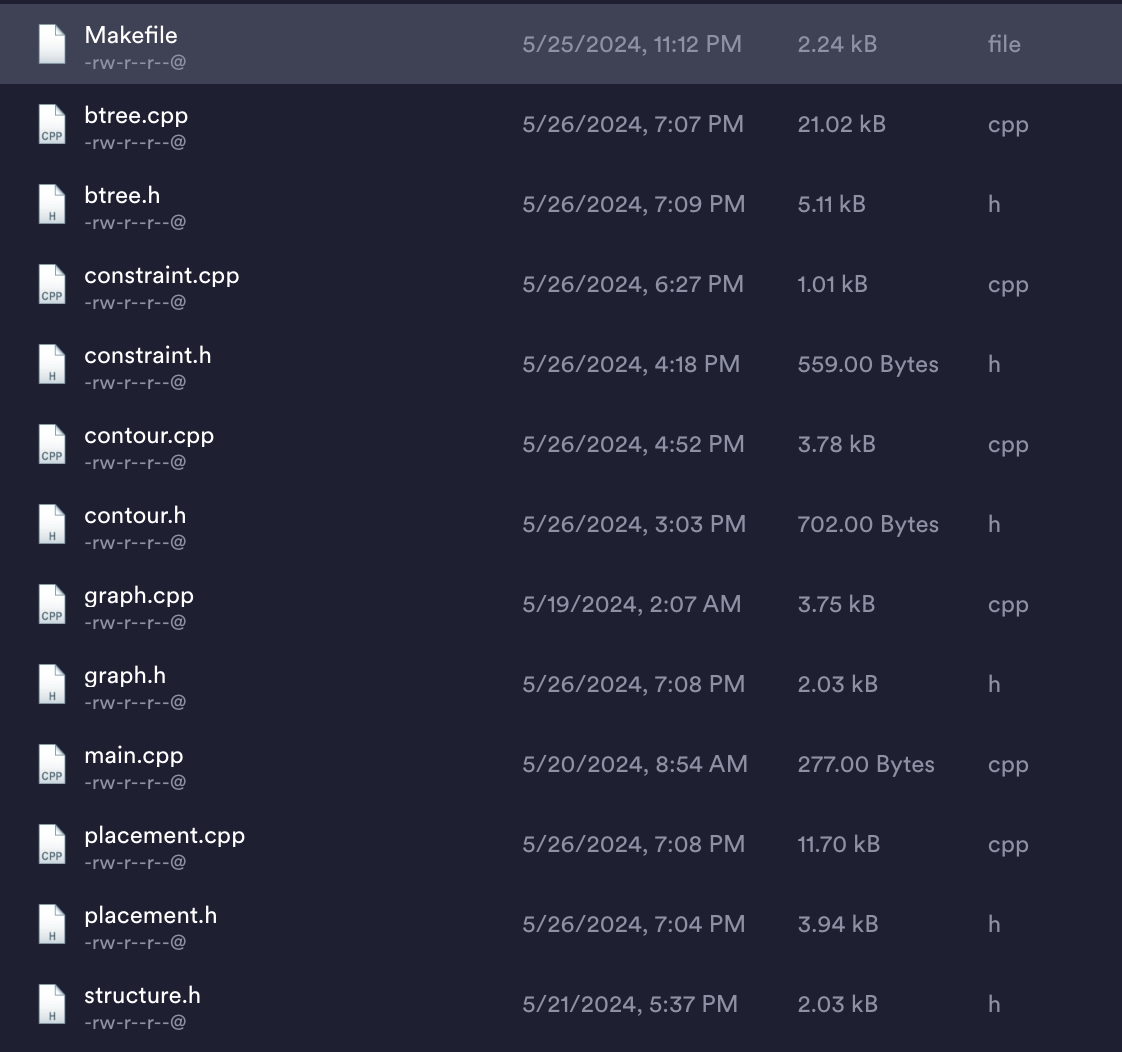 Makefile 5/25/2024, 11:12 PM 2.24 kB file
-rw-r--r--@
btree.cpp 5/26/2024, 7:07 PM 21.02 kB cpp
CPP -rw-r--r--@
btree.h 5/26/2024, 7:09 PM 5.11 kB h
H -rw-r--r--@
constraint.cpp 5/26/2024, 6:27 PM 1.01 kB cpp
CPP -rw-r--r--@
constraint.h 5/26/2024, 4:18 PM 559.00 Bytes h
H -rw-r--r--@
contour.cpp 5/26/2024, 4:52 PM 3.78 kB cpp
CPP -rw-r--r--@
contour.h 5/26/2024, 3:03 PM 702.00 Bytes h
H -rw-r--r--@
graph.cpp 5/19/2024, 2:07 AM 3.75 kB cpp
CPP -rw-r--r--@
graph.h 5/26/2024, 7:08 PM 2.03 kB h
H -rw-r--r--@
main.cpp 5/20/2024, 8:54 AM 277.00 Bytes cpp
CPP -rw-r--r--@
placement.cpp 5/26/2024, 7:08 PM 11.70 kB cpp
CPP -rw-r--r--@
placement.h 5/26/2024, 7:04 PM 3.94 kB h
H -rw-r--r--@
structure.h 5/21/2024, 5:37 PM 2.03 kB h
H -rw-r--r--@